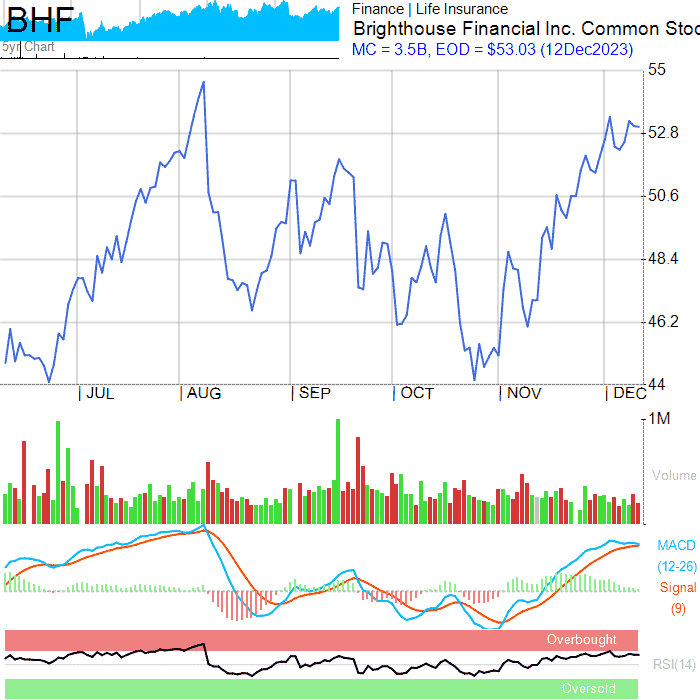 BHF
5yr Chart
Finance | Life Insurance
Brighthouse Financial Inc. Common Stoc
MC = 3.5B, EOD = $53.03 (12Dec2023)
55
52.8
50.6
48.4
46.2
44
| JUL | AUG | SEP | OCT | NOV | DEC
1M
Volume
MACD
(12-26)
Signal
(9)
Overbought
RSI(14)
Oversold